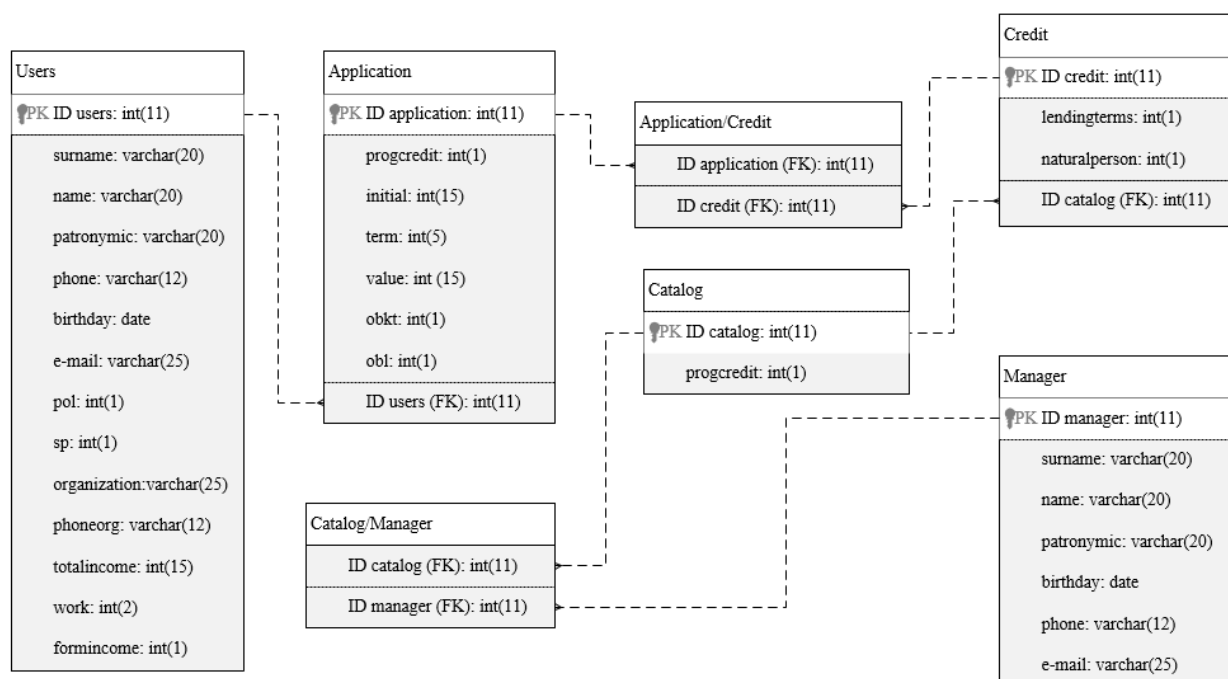 Users
PK ID users: int(11)
surname: varchar(20)
name: varchar(20)
patronymic: varchar(20)
phone: varchar(12)
birthday: date
e-mail: varchar(25)
pol: int(1)
sp: int(1)
organization:varchar(25)
phoneorg: varchar(12)
totalincome: int(15)
work: int(2)
formincome: int(1)
Application
PK ID application: int(11)
progcredit: int(1)
initial: int(15)
term: int(5)
value: int (15)
obkt: int(1)
obl: int(1)
ID users (FK): int(11)
Application/Credit
ID application (FK): int(11)
ID credit (FK): int(11)
Credit
PK ID credit: int(11)
lendingterms: int(1)
naturalperson: int(1)
ID catalog (FK): int(11)
Catalog
PK ID catalog: int(11)
progcredit: int(1)
Catalog/Manager
ID catalog (FK): int(11)
ID manager (FK): int(11)
Manager
PK ID manager: int(11)
surname: varchar(20)
name: varchar(20)
patronymic: varchar(20)
birthday: date
phone: varchar(12)
e-mail: varchar(25)